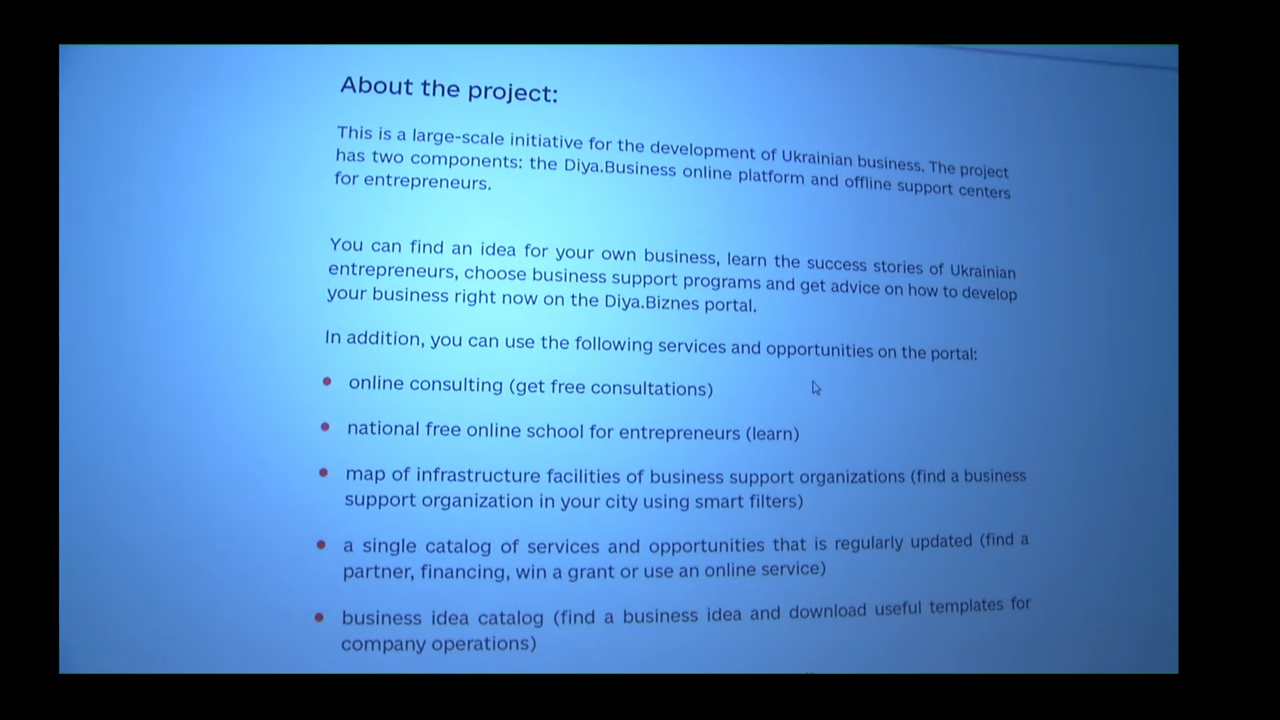 About the project:
This is a large-scale initiative for the development of Ukrainian business. The project
has two components: the Diya.Business online platform and offline support centers
for entrepreneurs.
You can find an idea for your own business, learn the success stories of Ukrainian
entrepreneurs, choose business support programs and get advice on how to develop
your business right now on the Diya.Biznes portal.
In addition, you can use the following services and opportunities on the portal:
• online consulting (get free consultations)
• national free online school for entrepreneurs (learn)
• map of infrastructure facilities of business support organizations (find a business
support organization in your city using smart filters)
• a single catalog of services and opportunities that is regularly updated (find a
partner, financing, win a grant or use an online service)
• business idea catalog (find a business idea and download useful templates for
company operations)